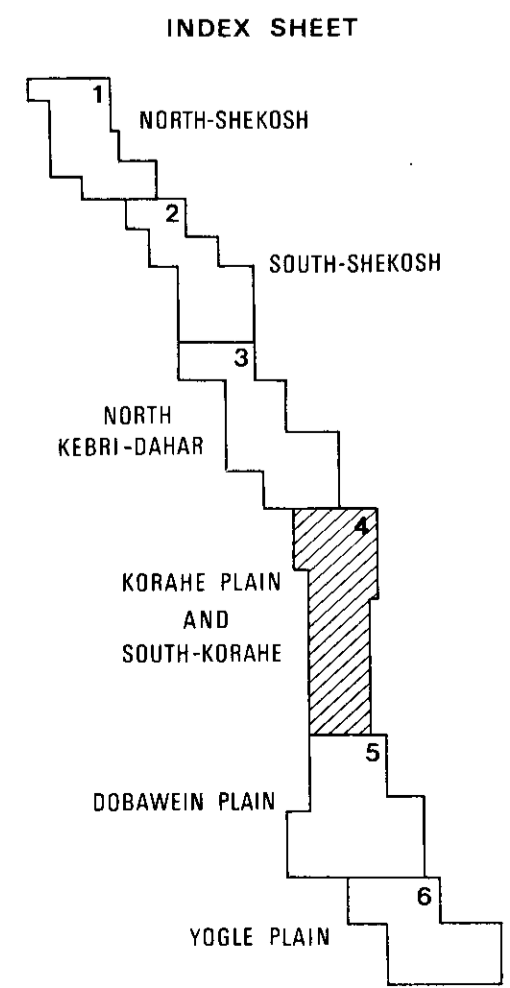 INDEX SHEET
1
NORTH-SHEKOSH
2
SOUTH-SHEKOSH
3
NORTH
KEBRI-DAHAR
4
KORAHE PLAIN
AND
SOUTH-KORAHE
5
DOBAWEIN PLAIN
6
YOGLE PLAIN